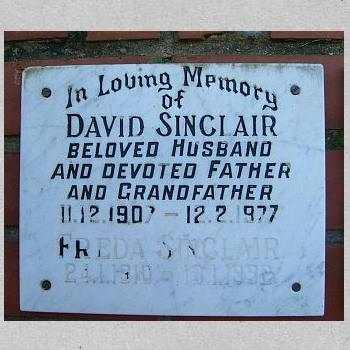 In Loving Memory
of
DAVID SINCLAIR
BELOVED HUSBAND
AND DEVOTED FATHER
AND GRANDFATHER
11.12.1907 – 12.2.1977
FREDA SINCLAIR